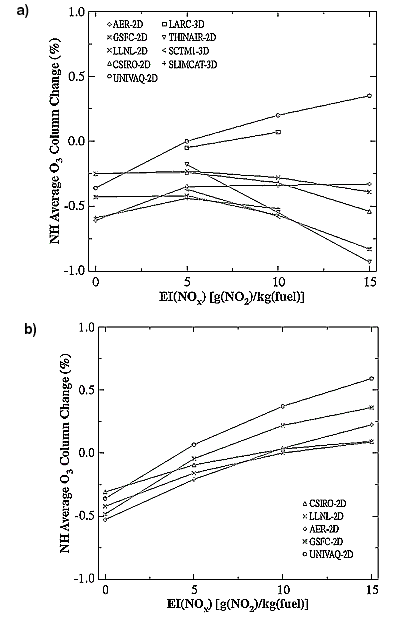 a)
1.0
0.5
0.0
-0.5
-1.0
NH Average O3 Column Change (%)
AER-2D
GSFC-2D
LLNL-2D
CSIRO-2D
UNIVAQ-2D
LARC-3D
THINAIR-2D
SCTM1-3D
SLIMCAT-3D
0 5 10 15
EI(NOx) [g(NO2)/kg(fuel)]
b)
1.0
0.5
0.0
-0.5
-1.0
NH Average O3 Column Change (%)
CSIRO-2D
LLNL-2D
AER-2D
GSFC-2D
UNIVAQ-2D
0 5 10 15
EI(NOx) [g(NO2)/kg(fuel)]